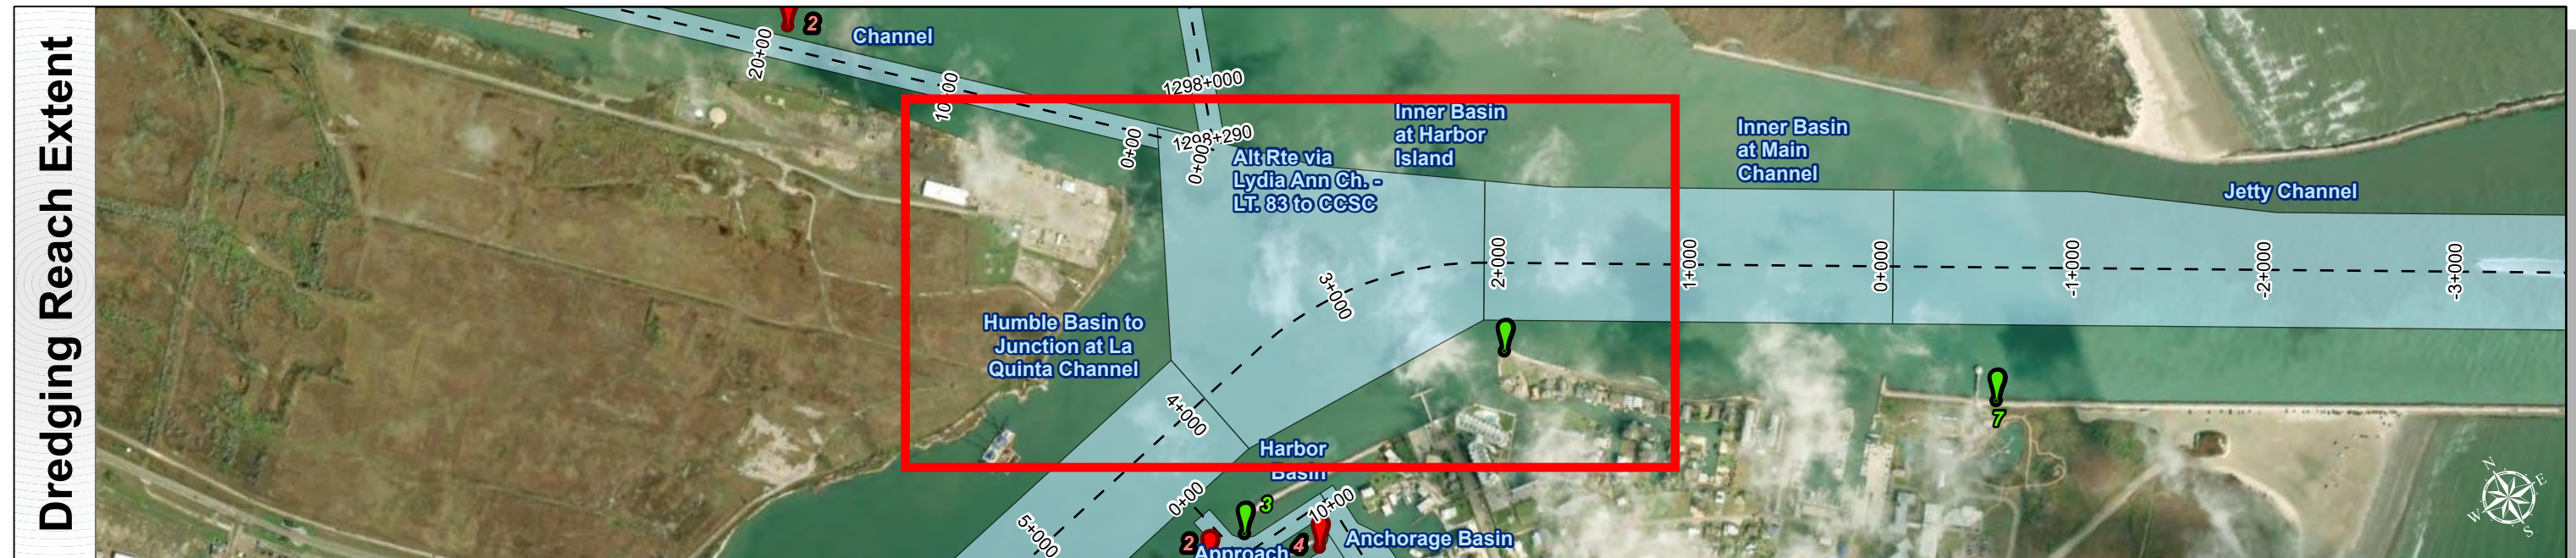 Dredging Reach Extent
2
Channel
20+00
10+00
0+00
1298+000
1298+290
0+000
Alt Rte via
Lydia Ann Ch. -
LT. 83 to CCSC
Inner Basin
at Harbor
Island
Inner Basin
at Main
Channel
Jetty Channel
2+000
1+000
0+000
-1+000
-2+000
-3+000
3+000
Humble Basin to
Junction at La
Quinta Channel
4+000
5+000
Harbor
Basin
7
0+00
3
10+00
2
4
Approach
Anchorage Basin
N
E
W
S